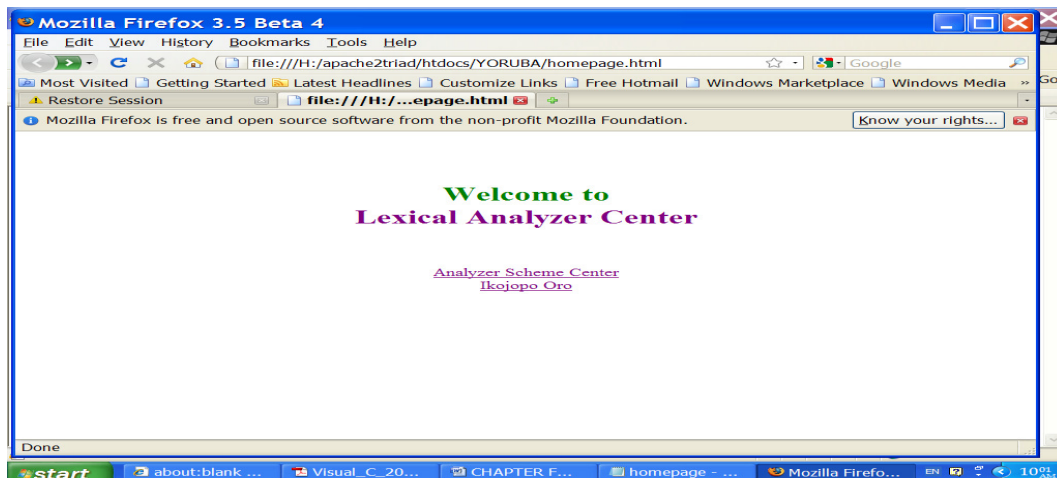 Mozilla Firefox 3.5 Beta 4
File Edit View History Bookmarks Tools Help
file:///H:/apache2triad/htdocs/YORUBA/homepage.html Google
Most Visited Getting Started Latest Headlines Customize Links Free Hotmail Windows Marketplace Windows Media » Go
Restore Session file:///H:/...epage.html
Mozilla Firefox is free and open source software from the non-profit Mozilla Foundation. Know your rights...
Welcome to
Lexical Analyzer Center
Analyzer Scheme Center
Ikojopo Oro
Done
start about:blank ... Visual_C_20... CHAPTER F... homepage - ... Mozilla Firefo... EN